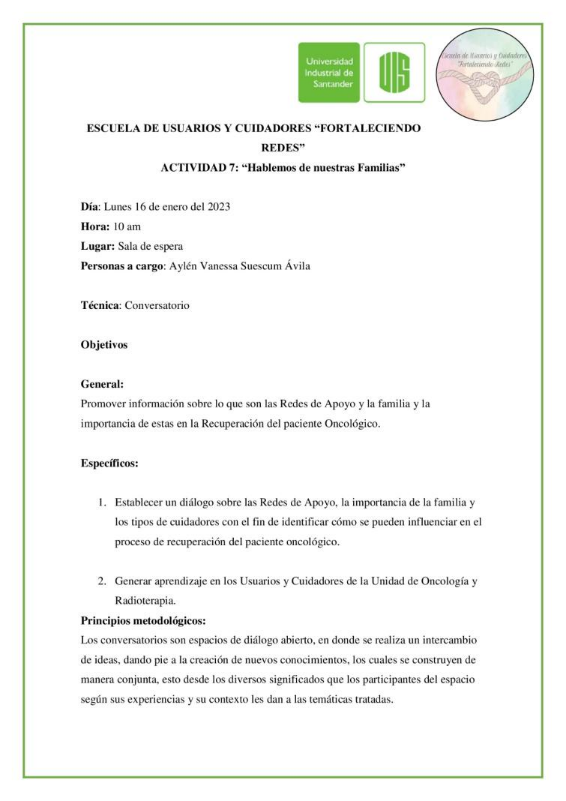 Universidad
Industrial de
Santander
UIS
Escuela de Usuarios y Cuidadores
"Fortaleciendo Redes"
ESCUELA DE USUARIOS Y CUIDADORES “FORTALECIENDO
REDES”
ACTIVIDAD 7: “Hablemos de nuestras Familias”
Día: Lunes 16 de enero del 2023
Hora: 10 am
Lugar: Sala de espera
Personas a cargo: Aylén Vanessa Suescum Ávila
Técnica: Conversatorio
Objetivos
General:
Promover información sobre lo que son las Redes de Apoyo y la familia y la
importancia de estas en la Recuperación del paciente Oncológico.
Específicos:
1. Establecer un diálogo sobre las Redes de Apoyo, la importancia de la familia y
los tipos de cuidadores con el fin de identificar cómo se pueden influenciar en el
proceso de recuperación del paciente oncológico.
2. Generar aprendizaje en los Usuarios y Cuidadores de la Unidad de Oncología y
Radioterapia.
Principios metodológicos:
Los conversatorios son espacios de diálogo abierto, en donde se realiza un intercambio
de ideas, dando pie a la creación de nuevos conocimientos, los cuales se construyen de
manera conjunta, esto desde los diversos significados que los participantes del espacio
según sus experiencias y su contexto les dan a las temáticas tratadas.